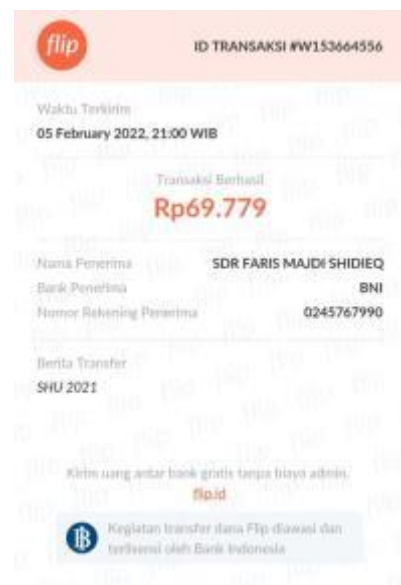 flip
ID TRANSAKSI #W153664556
Waktu Terkirim
05 February 2022, 21:00 WIB
Transaksi Berhasil
Rp69.779
Nama Penerima SDR FARIS MAJDI SHIDIEQ
Bank Penerima BNI
Nomor Rekening Penerima 0245767990
Berita Transfer
SHU 2021
Kirim uang antar bank gratis tanpa biaya admin.
flip.id
Kegiatan transfer dana Flip diawasi dan
terlisensi oleh Bank Indonesia